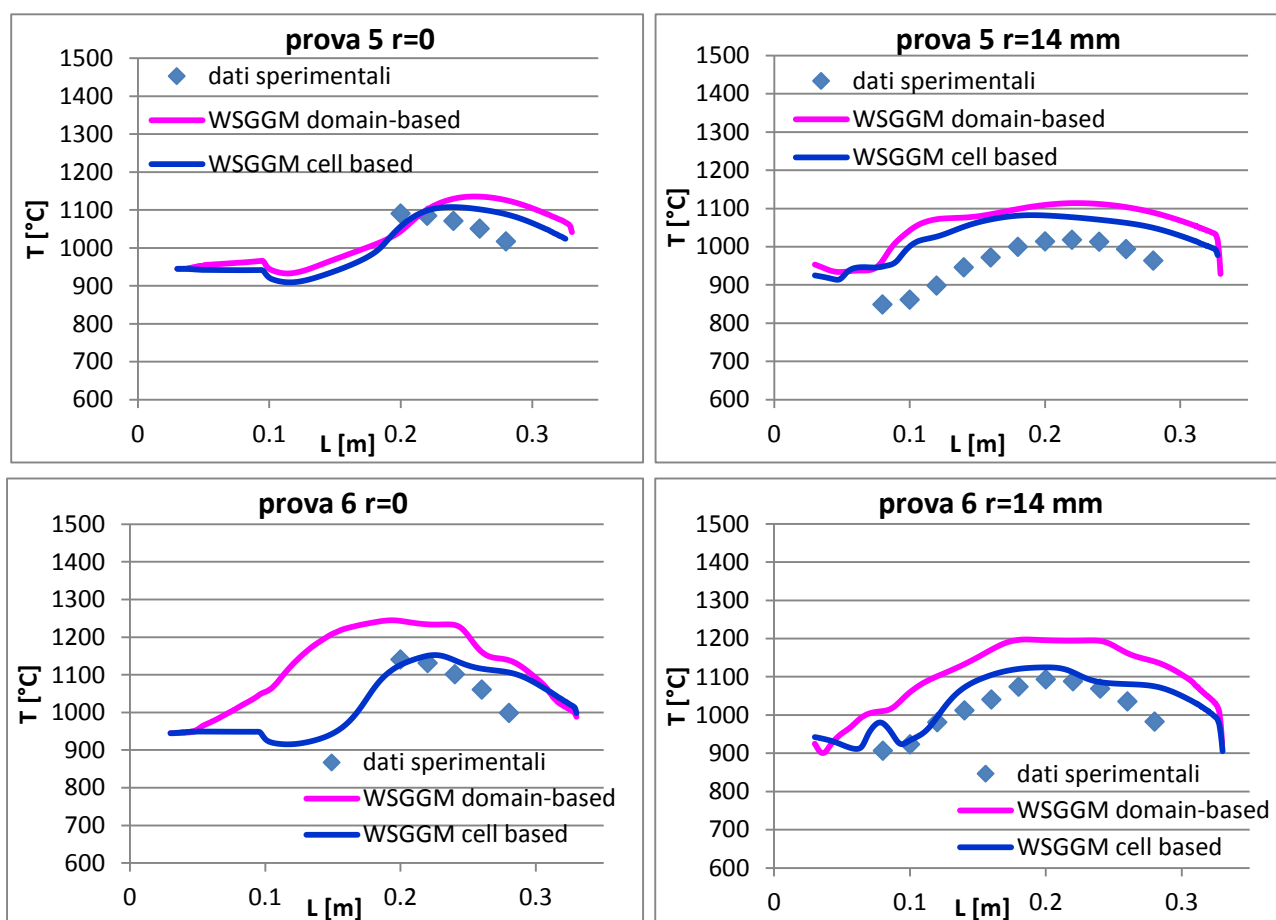 prova 5 r=0
1500
1400
1300
1200
1100
1000
900
800
700
600
T [°C]
dati sperimentali
WSGGM domain-based
WSGGM cell based
0
0.1
0.2
0.3
L [m]
prova 5 r=14 mm
1500
1400
1300
1200
1100
1000
900
800
700
600
T [°C]
dati sperimentali
WSGGM domain-based
WSGGM cell based
0
0.1
0.2
0.3
L [m]
prova 6 r=0
1500
1400
1300
1200
1100
1000
900
800
700
600
T [°C]
dati sperimentali
WSGGM domain-based
WSGGM cell based
0
0.1
0.2
0.3
L [m]
prova 6 r=14 mm
1500
1400
1300
1200
1100
1000
900
800
700
600
T [°C]
dati sperimentali
WSGGM domain-based
WSGGM cell based
0
0.1
0.2
0.3
L [m]